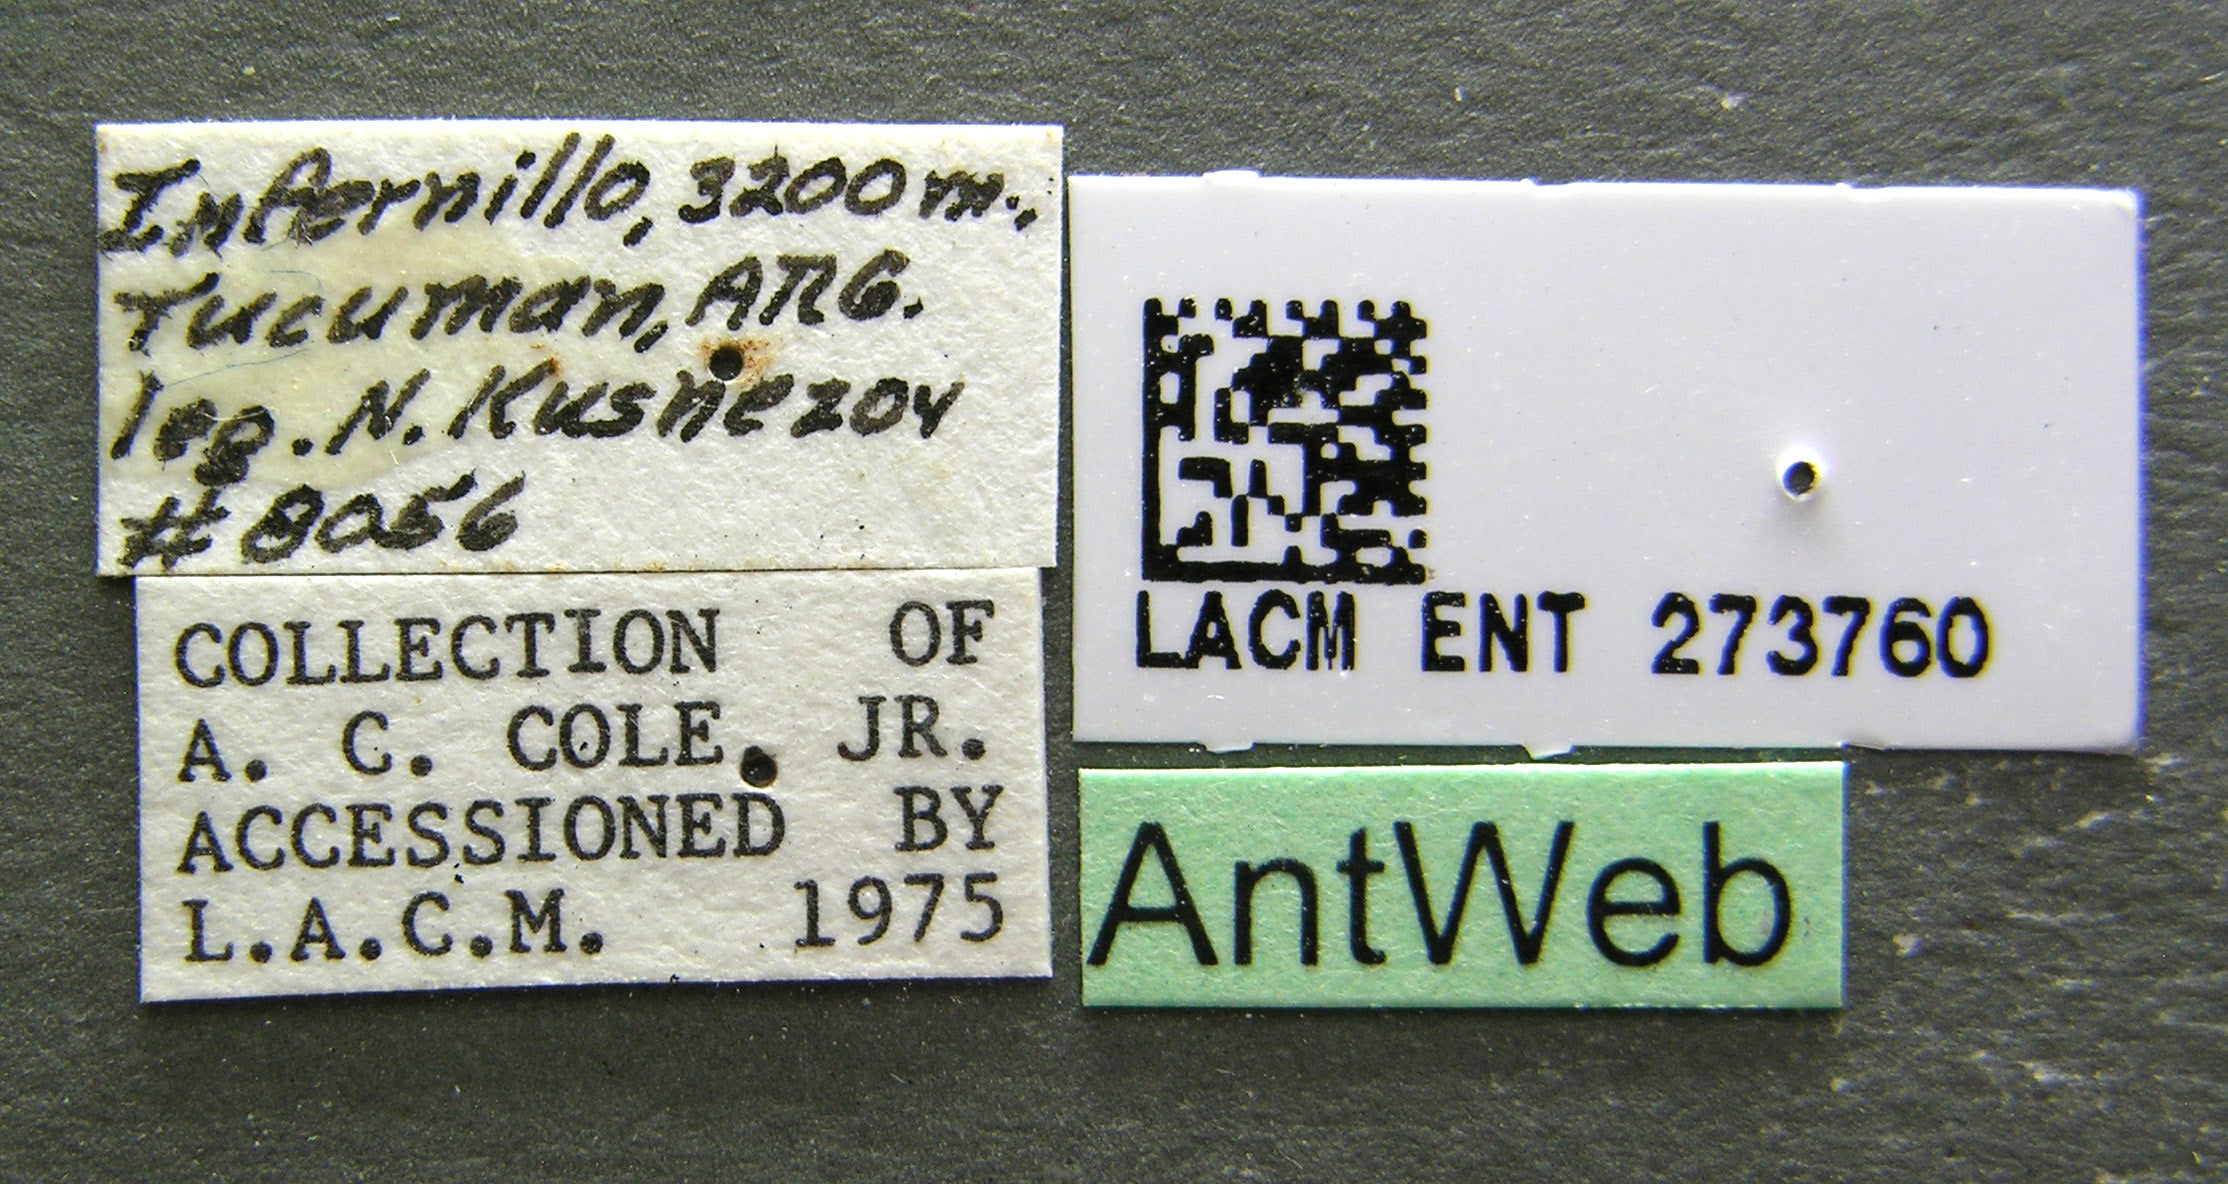 Infernillo, 3200 m.,
Tucuman, ARG.
leg. N. Kusnezov
# 8056
COLLECTION OF
A. C. COLE. JR.
ACCESSIONED BY
L.A.C.M. 1975
LACM ENT 273760
AntWeb